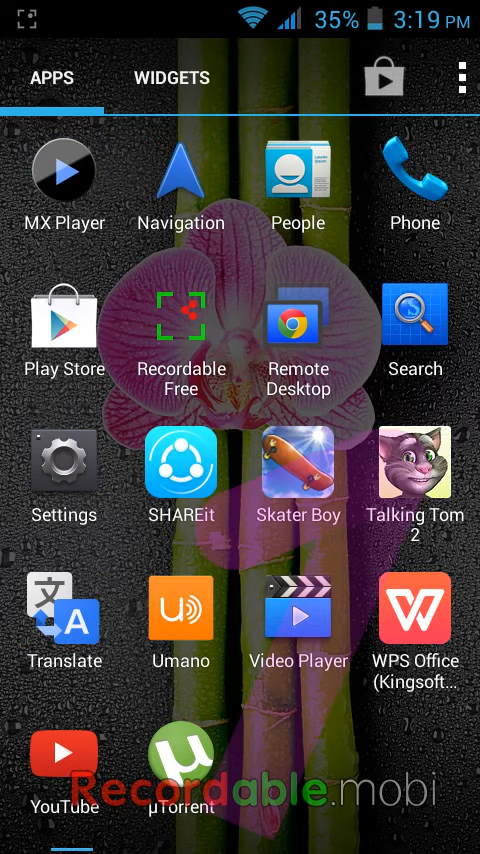 35% 3:19 PM
APPS WIDGETS
MX Player Navigation People Phone
Play Store Recordable Free Remote Desktop Search
Settings SHAREit Skater Boy Talking Tom 2
文 A
Translate Umano Video Player WPS Office (Kingsoft...
YouTube µTorrent
Recordable.mobi